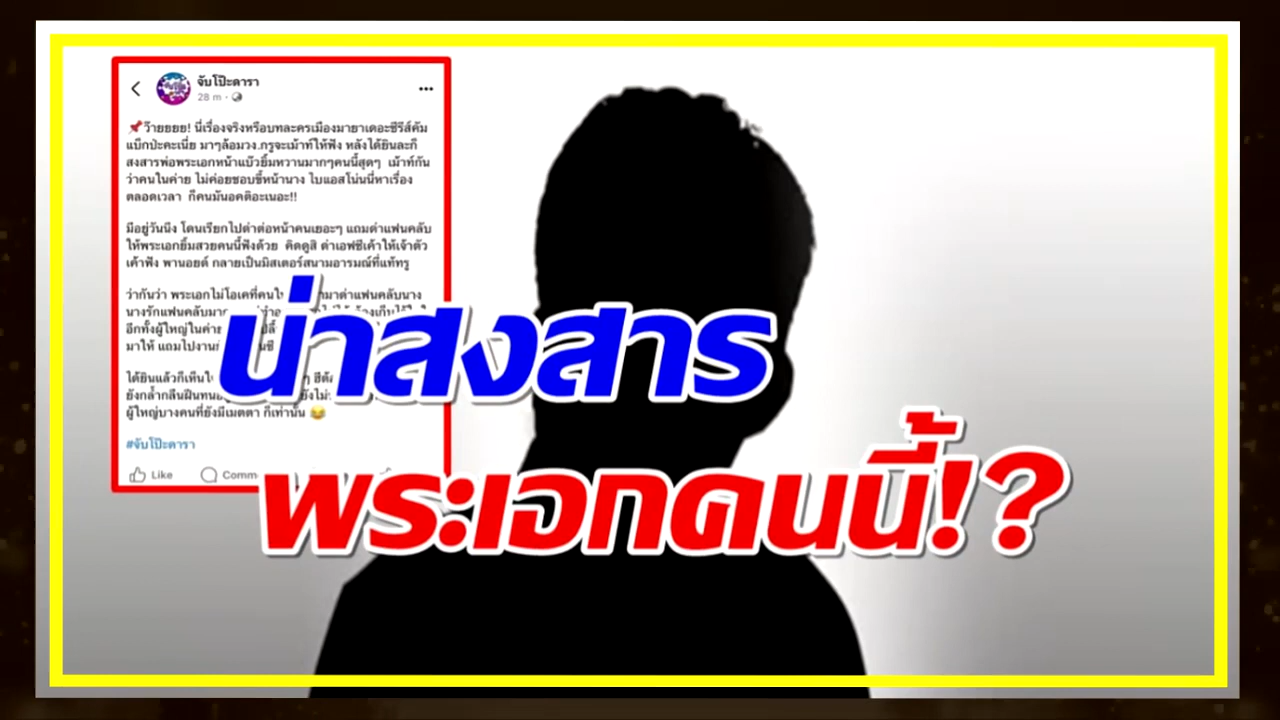 จับโป๊ะดารา
28 m
📌ว้ายยยย! นี่เรื่องจริงหรือบทละครเมืองมายาเดอะซีรีส์คัม
แบ็กป่ะคะเนี่ย มาๆล้อมวง.กรูจะเม้าท์ให้ฟัง หลังได้ยินละก็
สงสารพ่อพระเอกหน้าแบ๊วยิ้มหวานมากๆคนนี้สุดๆ เม้าท์กัน
ว่าคนในค่าย ไม่ค่อยชอบขี้หน้านาง ไบแอสโน่นนี่หาเรื่อง
ตลอดเวลา ก็คนมันอคติอะเนอะ!!
มีอยู่วันนึง โดนเรียกไปด่าต่อหน้าคนเยอะๆ แถมด่าแฟนคลับ
ให้พระเอกยิ้มสวยคนนี้ฟังด้วย คิดดูสิ ด่าเอฟซีเค้าให้เจ้าตัว
เค้าฟัง พานอยด์ กลายเป็นมิสเตอร์สนามอารมณ์ที่แท้ทรู
ว่ากันว่า พระเอกไม่โอเคที่คนใ มาด่าแฟนคลับนาง
นางรักแฟนคลับมาก
อีกทั้งผู้ใหญ่ในค่าย
มาให้ แถมไปงาน
ได้ยินแล้วก็เห็นใ
ยังกล้ำกลืนฝืนทน ยังไม่
ผู้ใหญ่บางคนที่ยังมีเมตตา ก็เท่านั้น 😂
#จับโป๊ะดารา
Like Comm
น่าสงสาร
พระเอกคนนี้!?